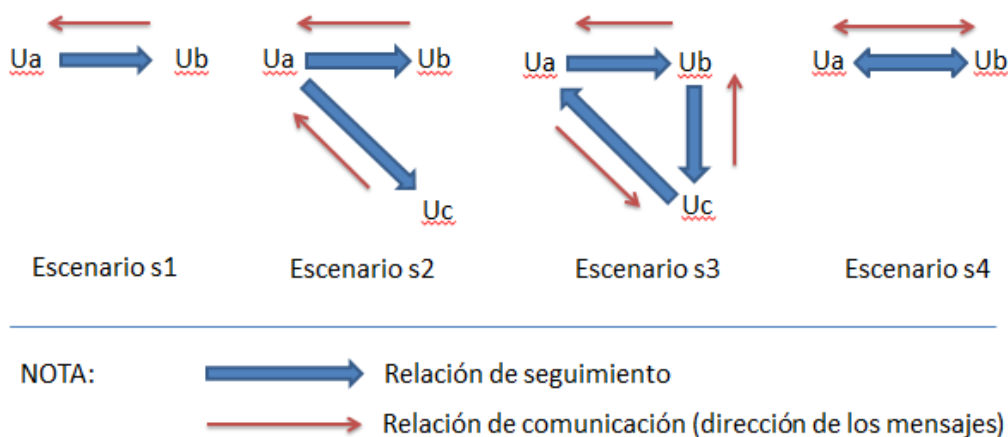 Ua Ub Ua Ub Ua Ub Ua Ub
Uc Uc
Escenario s1 Escenario s2 Escenario s3 Escenario s4
NOTA: Relación de seguimiento
Relación de comunicación (dirección de los mensajes)